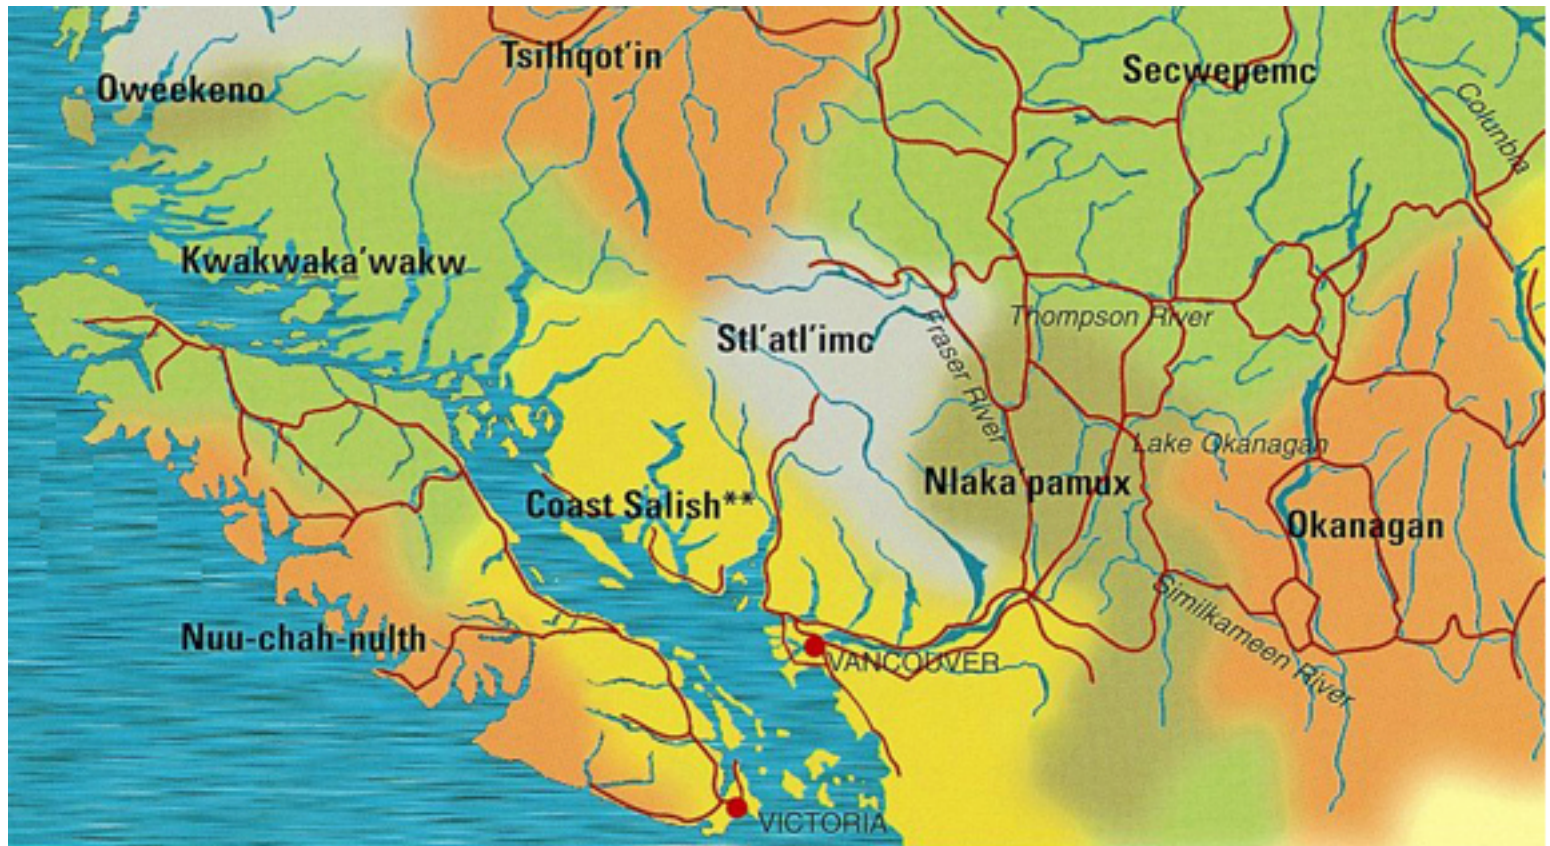 Tsilhqot'in
Secwepemc
Oweekeno
Columbia
Kwakwaka'wakw
Stl'atl'imc
Fraser River
Thompson River
Lake Okanagan
Nlaka'pamux
Coast Salish**
Okanagan
Similkameen River
Nuu-chah-nulth
VANCOUVER
VICTORIA